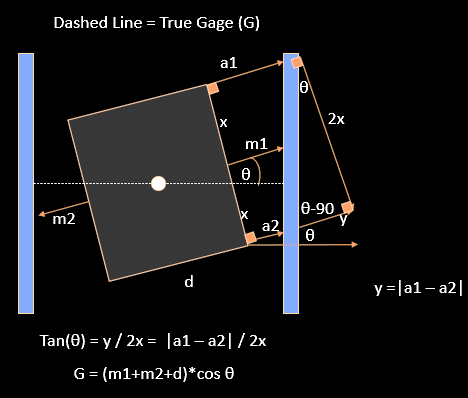 Dashed Line = True Gage (G)
a1
θ
x
2x
m1
θ
θ-90
x
y
m2
a2
θ
d
y =|a1 – a2|
Tan(θ) = y / 2x = |a1 – a2| / 2x
G = (m1+m2+d)*cos θ